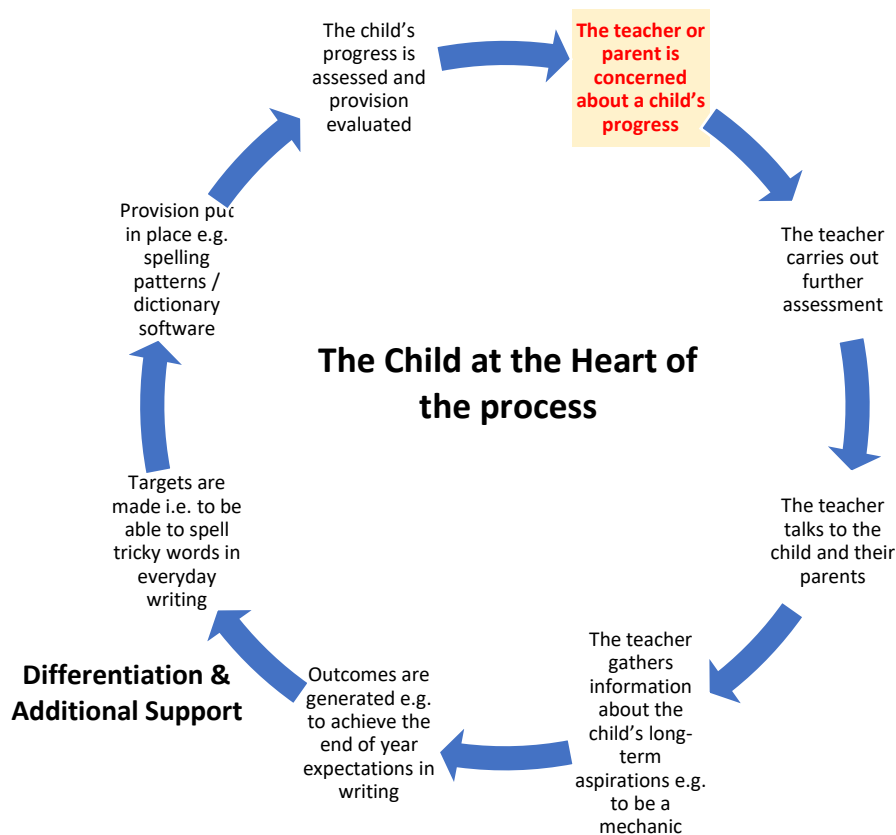 The child’s
progress is
assessed and
provision
evaluated
The teacher or
parent is
concerned
about a child’s
progress
The teacher
carries out
further
assessment
The teacher
talks to the
child and their
parents
The teacher
gathers
information
about the
child’s long-
term
aspirations e.g.
to be a
mechanic
Outcomes are
generated e.g.
to achieve the
end of year
expectations in
writing
Targets are
made i.e. to be
able to spell
tricky words in
everyday
writing
Provision put
in place e.g.
spelling
patterns /
dictionary
software
The Child at the Heart of
the process
Differentiation &
Additional Support